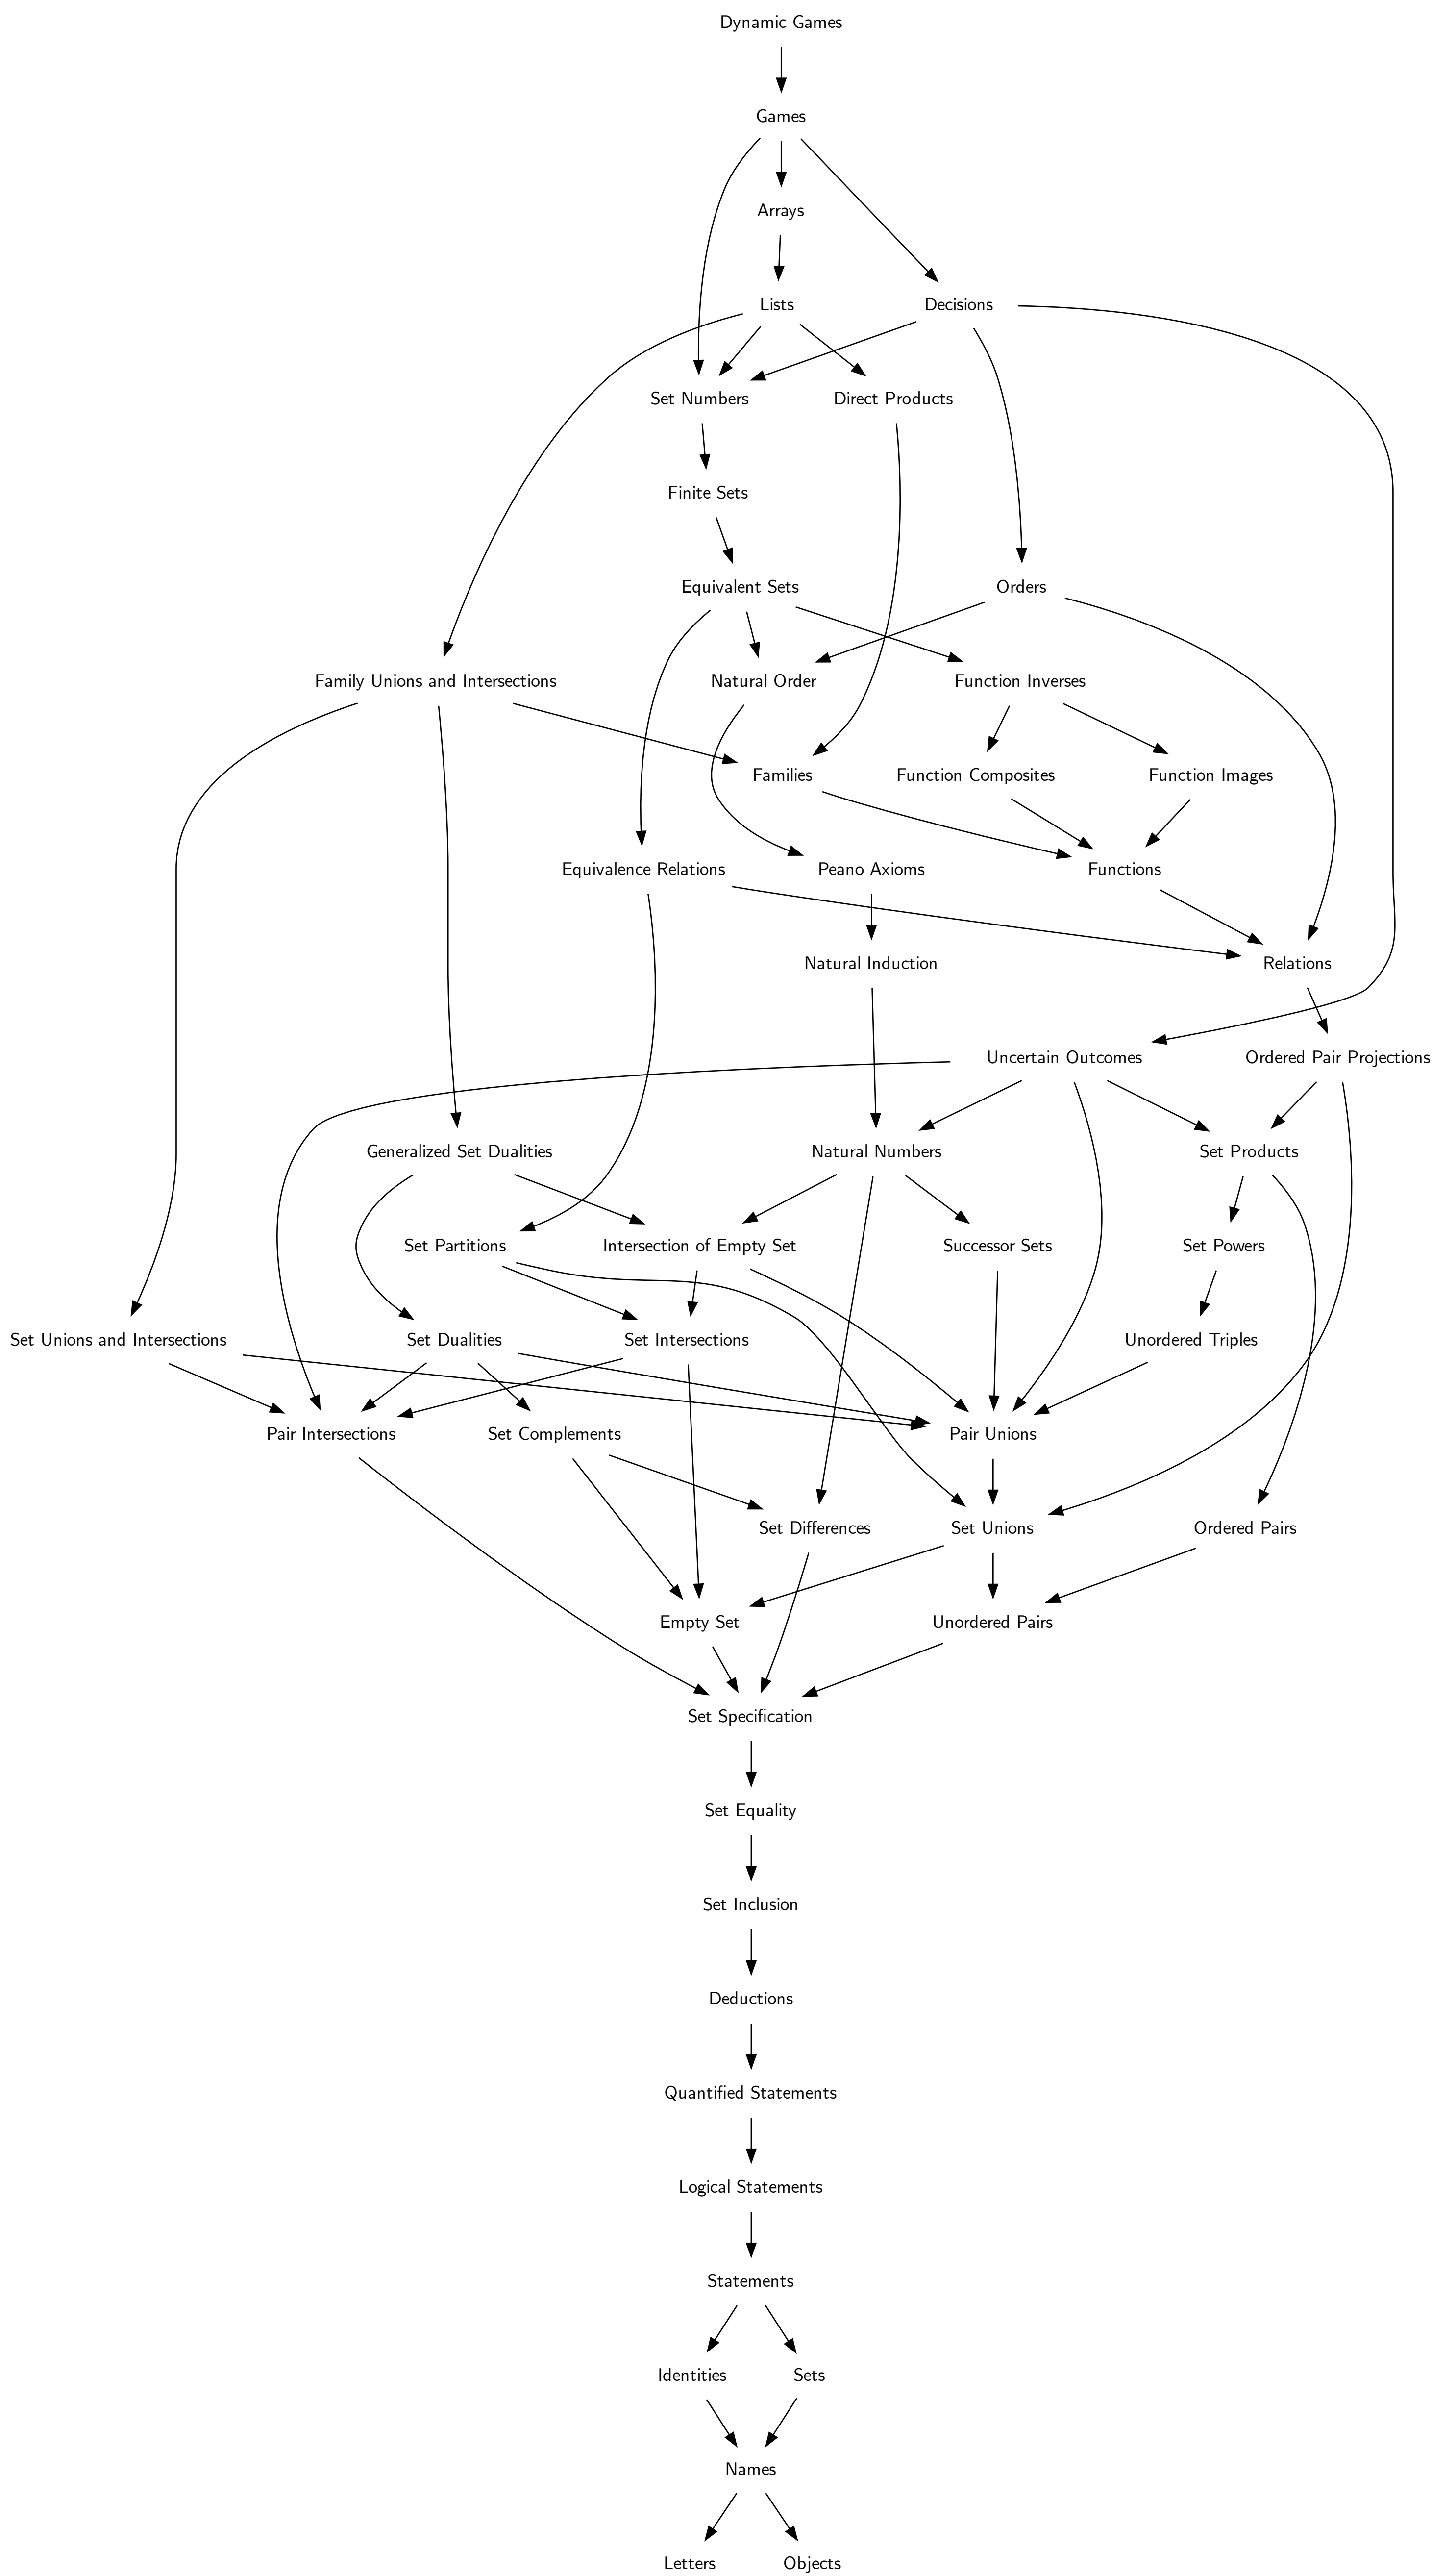 Dynamic Games
Games
Arrays
Lists
Decisions
Set Numbers
Direct Products
Finite Sets
Equivalent Sets
Orders
Family Unions and Intersections
Natural Order
Function Inverses
Families
Function Composites
Function Images
Equivalence Relations
Peano Axioms
Functions
Natural Induction
Relations
Uncertain Outcomes
Ordered Pair Projections
Generalized Set Dualities
Natural Numbers
Set Products
Set Partitions
Intersection of Empty Set
Successor Sets
Set Powers
Set Unions and Intersections
Set Dualities
Set Intersections
Unordered Triples
Pair Intersections
Set Complements
Pair Unions
Set Differences
Set Unions
Ordered Pairs
Empty Set
Unordered Pairs
Set Specification
Set Equality
Set Inclusion
Deductions
Quantified Statements
Logical Statements
Statements
Identities
Sets
Names
Letters
Objects